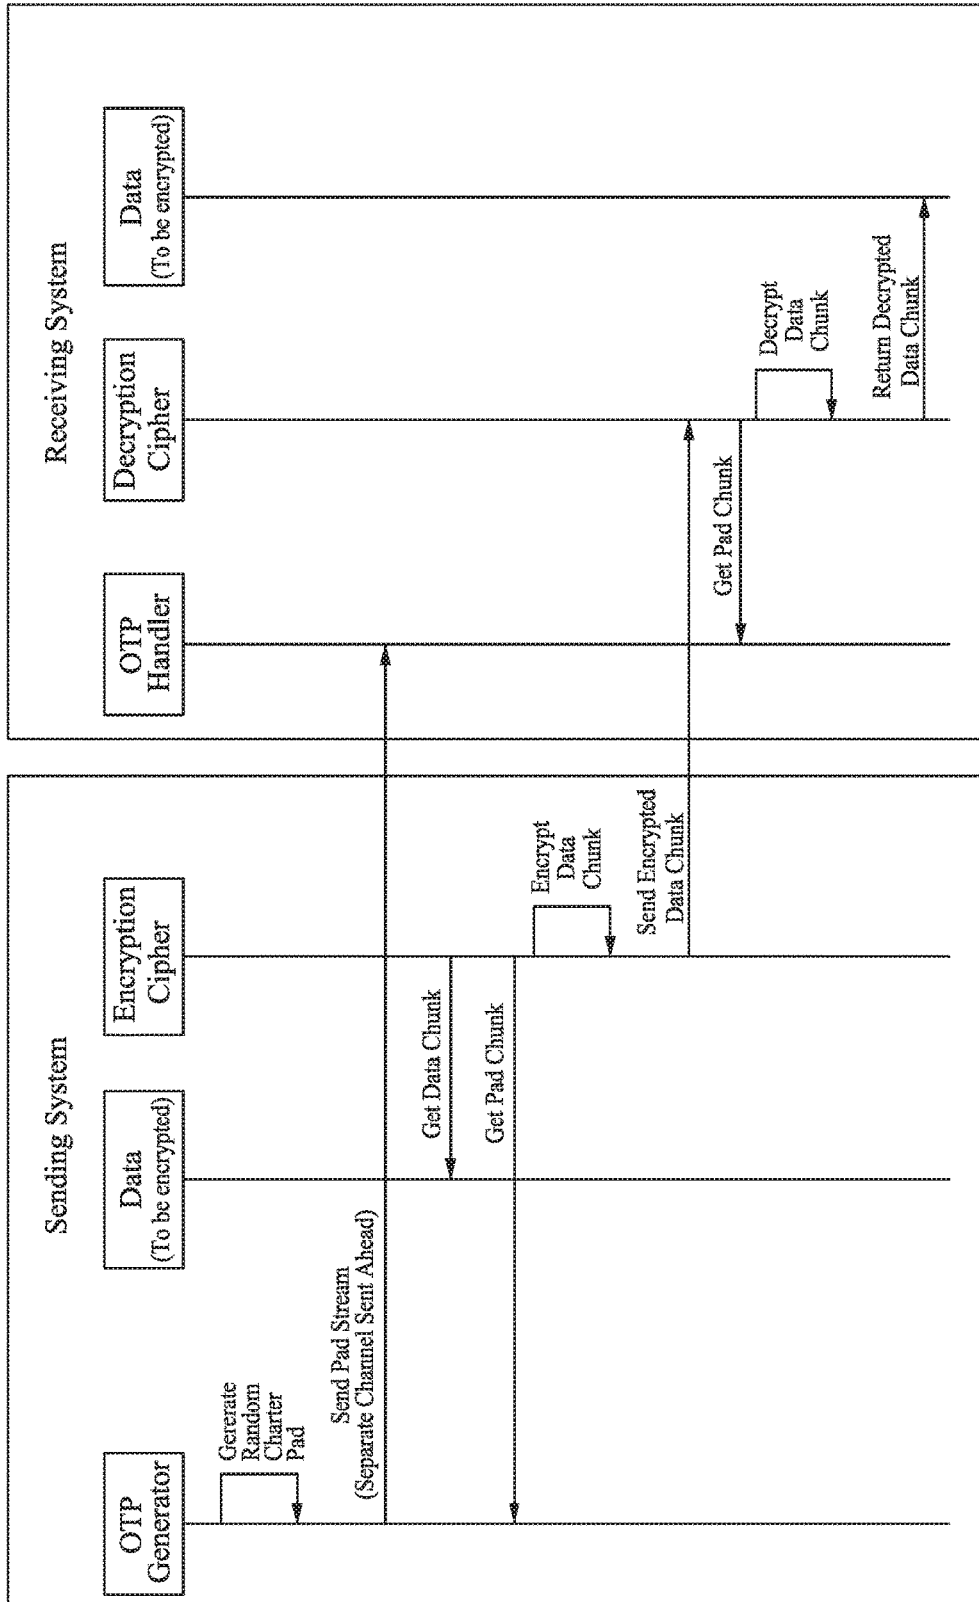 Sending System
Receiving System
OTP
Generator
Data
(To be encrypted)
Encryption
Cipher
OTP
Handler
Decryption
Cipher
Data
(To be encrypted)
Gererate
Random
Charter
Pad
Send Pad Stream
(Separate Channel Sent Ahead)
Get Data Chunk
Get Pad Chunk
Encrypt
Data
Chunk
Send Encrypted
Data Chunk
Get Pad Chunk
Decrypt
Data
Chunk
Return Decrypted
Data Chunk